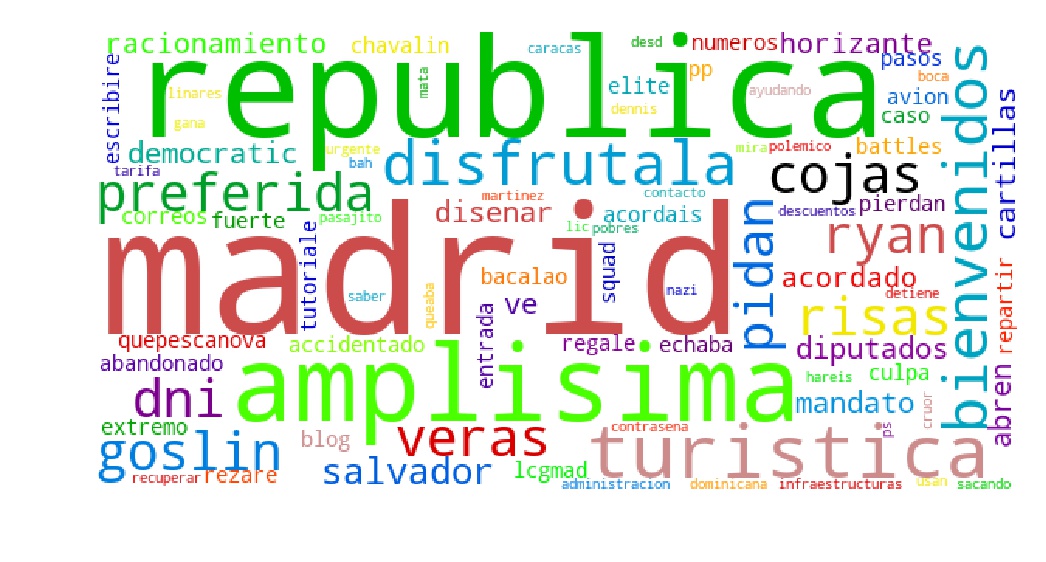 racionamiento
chavalin
caracas
desd
numeros
horizante
escribire
republica
linares
mata
elite
pp
ayudando
pasos
boca
avion
bienvenidos
cartillas
gana
dennis
caso
democratic
urgente
bah
disfrutala
mira
polemico
battles
tarifa
preferida
martinez
contacto
cojas
correos
fuerte
pasajito
disenar
lic
pobres
acordais
pidan
descuentos
pierdan
madrid
tutoriale
saber
queaba
bacalao
ve
squad
nazi
ryan
acordado
detiene
repartir
risas
quepescanova
accidentado
entrada
regale
echaba
diputados
abandonado
amplisima
hareis
culpa
abren
dni
mandato
cruor
extremo
goslin
blog
veras
contrasena
turistica
ps
recuperar
rezare
salvador
lcgmad
administracion
dominicana
infraestructuras
usan
sacando